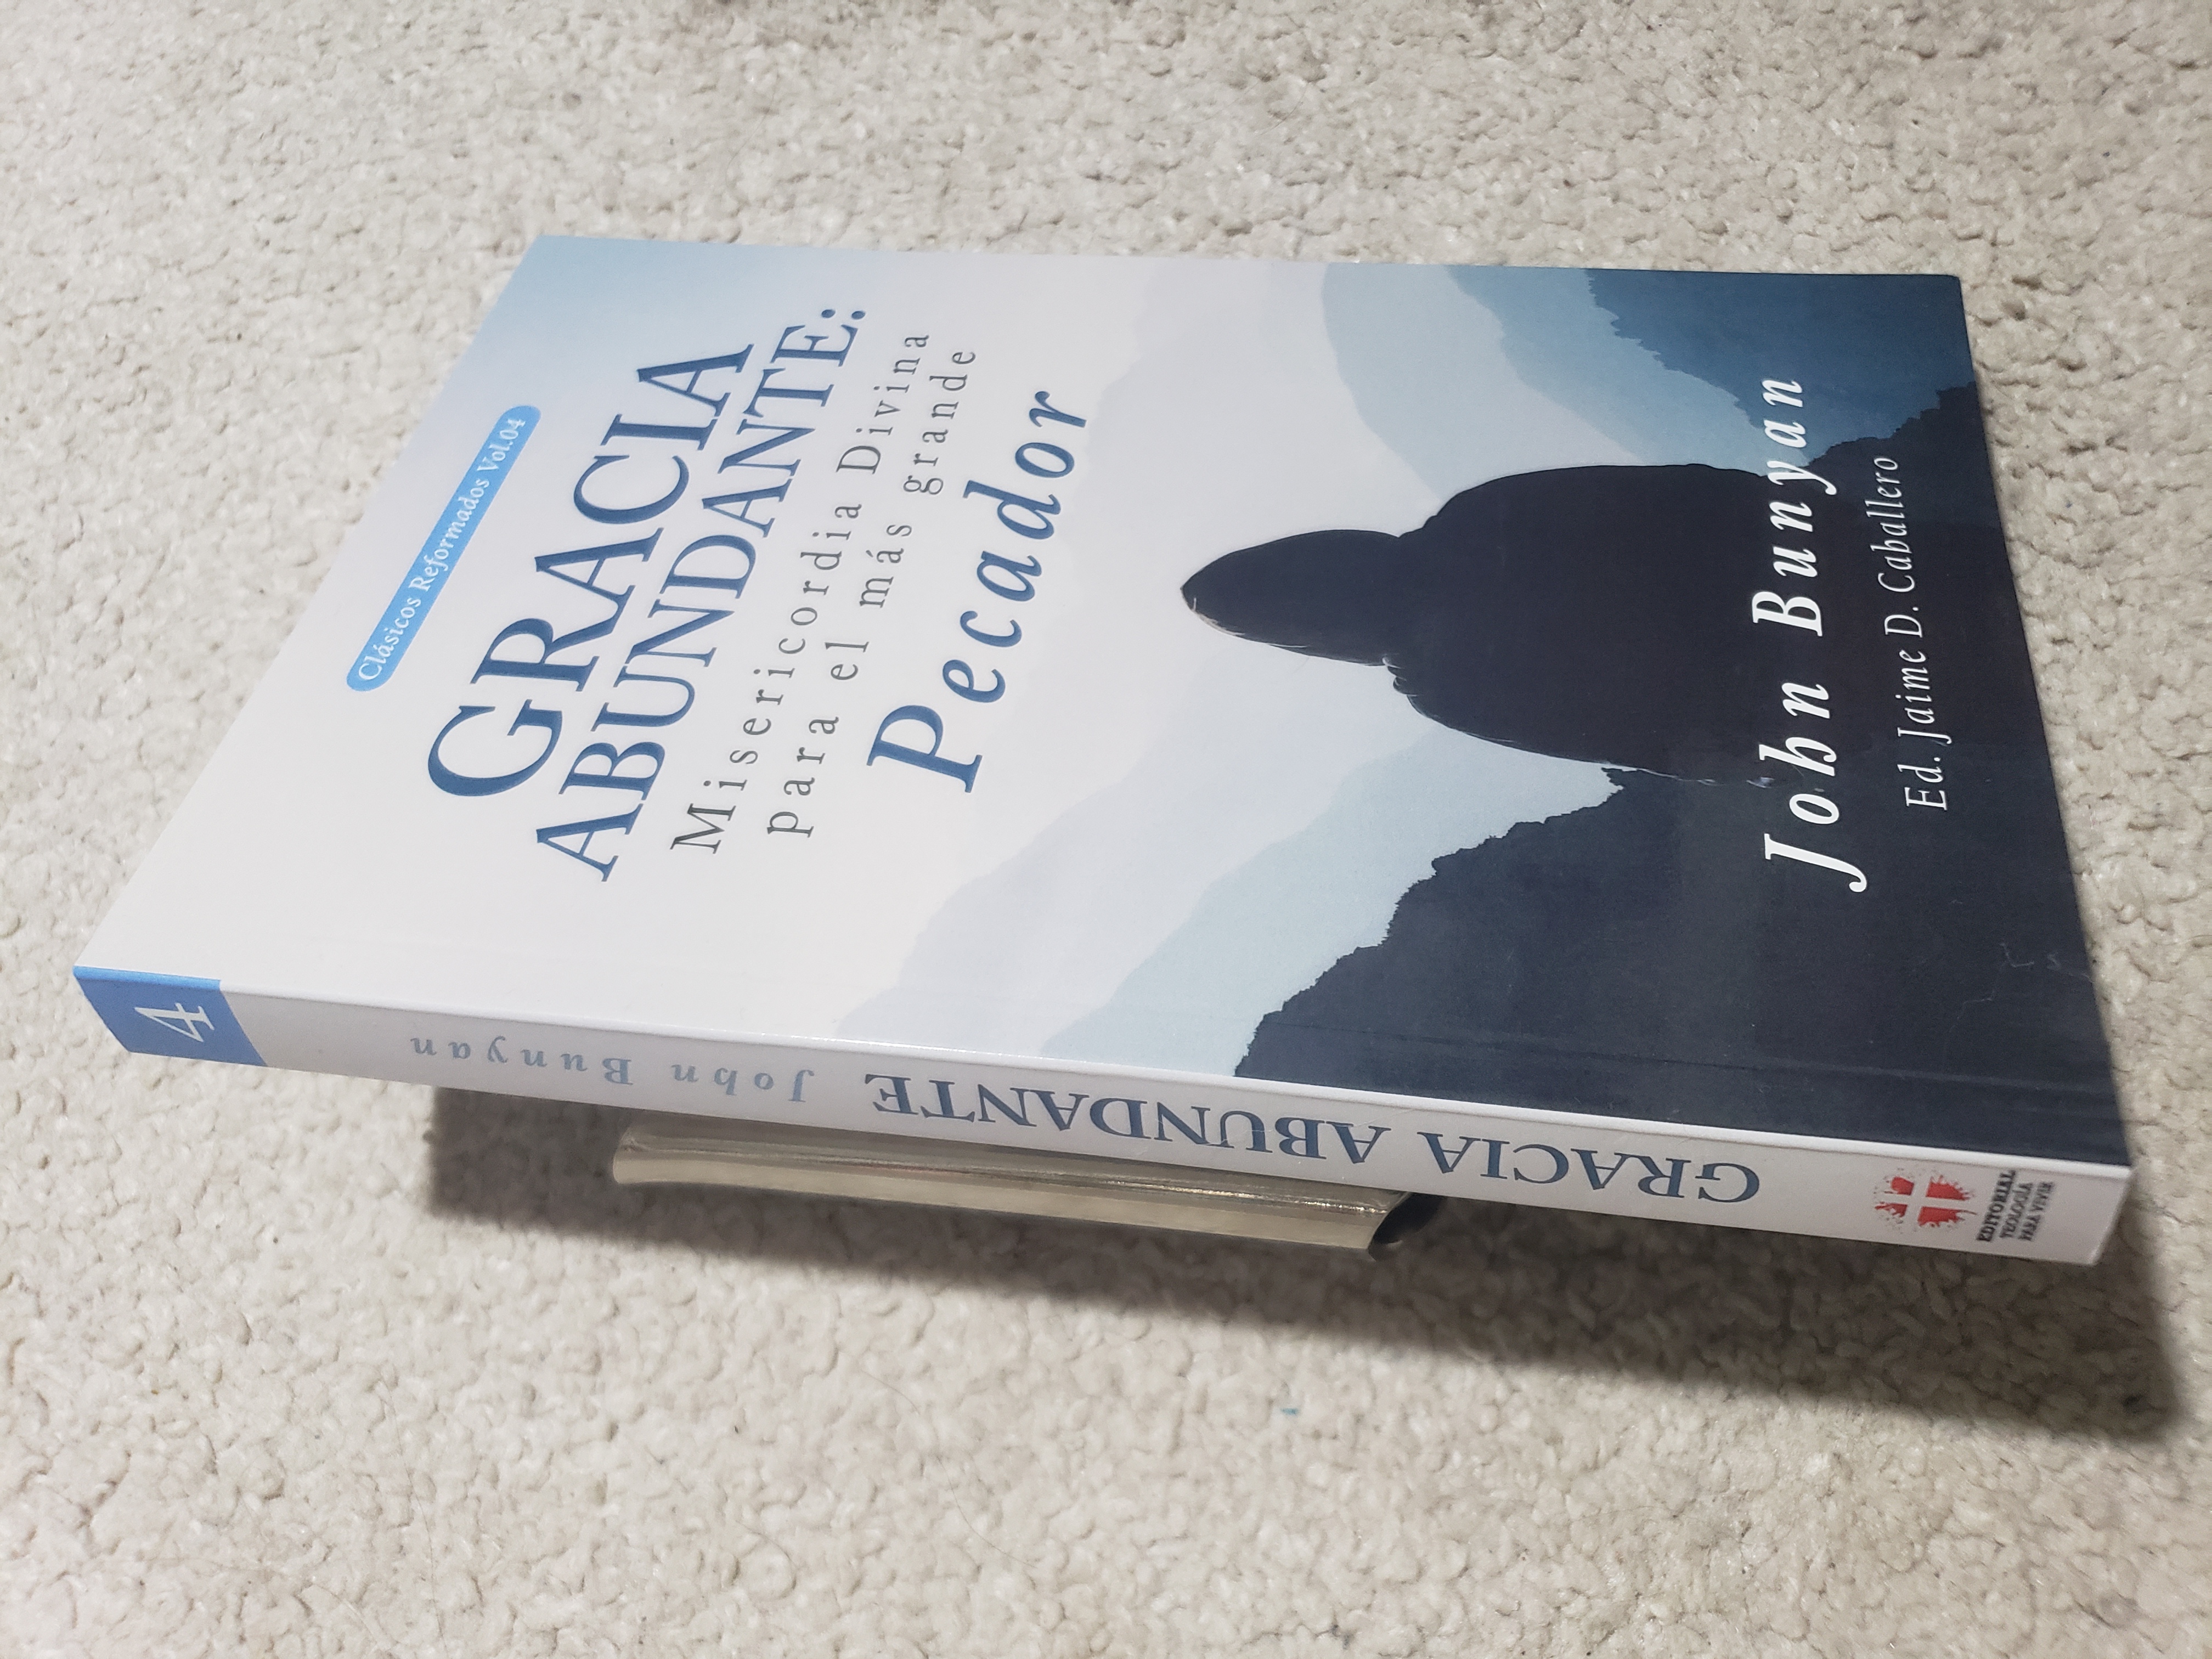 4
John Bunyan
GRACIA ABUNDANTE
EDITORIAL
TEOLOGÍA
PARA VIVIR
Clásicos Reformados Vol.04
GRACIA
ABUNDANTE:
Misericordia Divina
para el más grande
Pecador
John Bunyan
Ed. Jaime D. Caballero